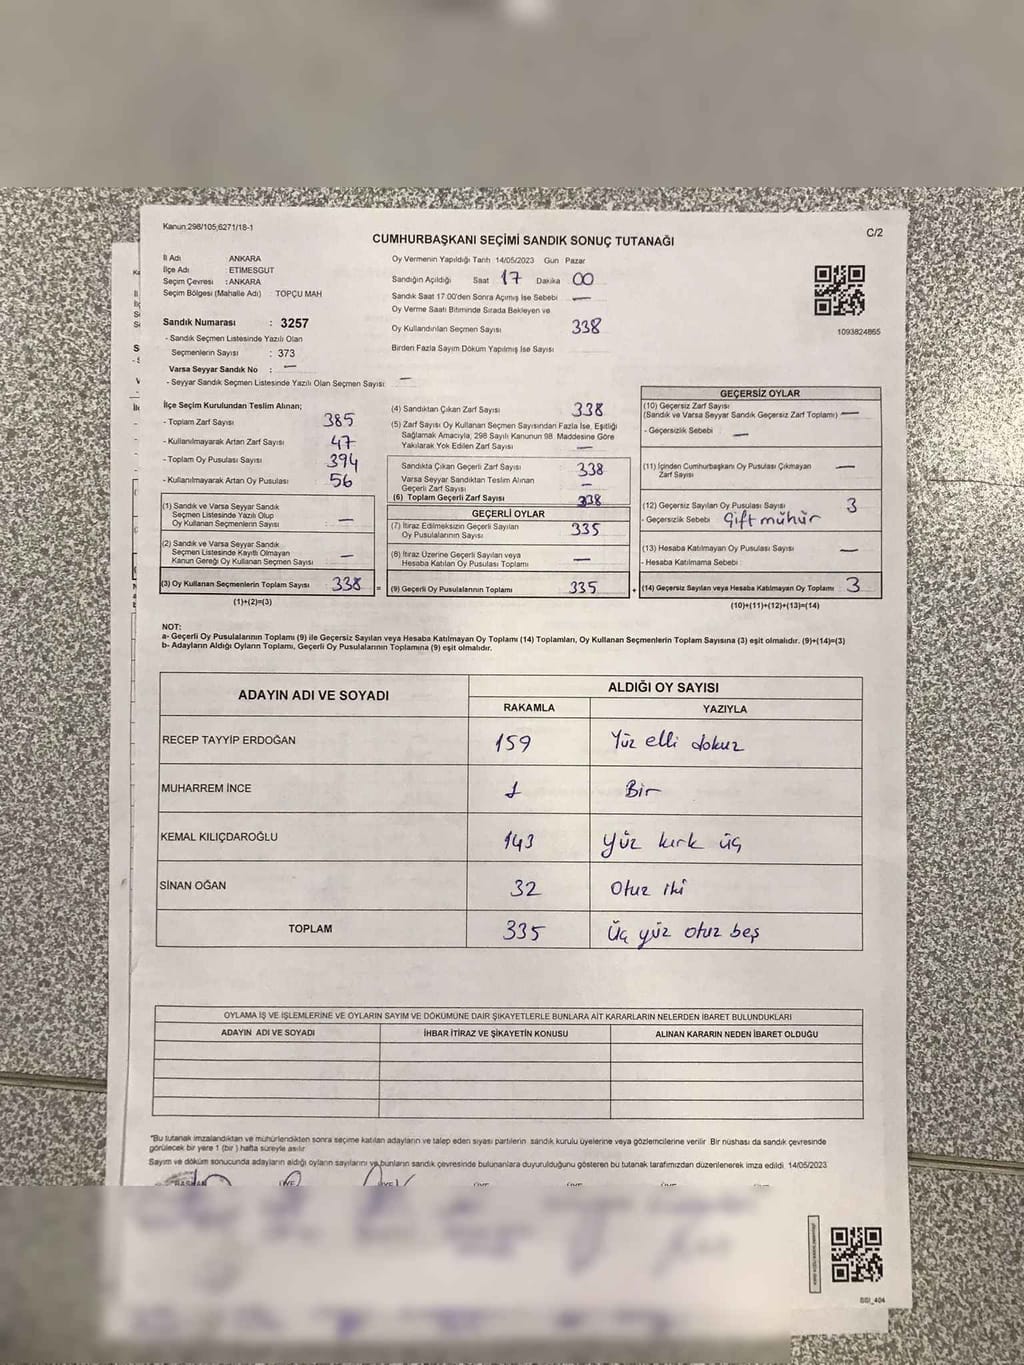 Kanun:298/105;6271/18-1
C/2
CUMHURBAŞKANI SEÇİMİ SANDIK SONUÇ TUTANAĞI
İl Adı ANKARA
İlçe Adı : ETİMESGUT
Seçim Çevresi : ANKARA
Seçim Bölgesi (Mahalle Adı) TOPÇU MAH
Sandık Numarası : 3257
- Sandık Seçmen Listesinde Yazılı Olan
Seçmenlerin Sayısı : 373
Varsa Seyyar Sandık No : —
- Seyyar Sandık Seçmen Listesinde Yazılı Olan Seçmen Sayısı: —
Oy Vermenin Yapıldığı Tarih 14/05/2023 Gün Pazar
Sandığın Açıldığı Saat 17 Dakika 00
Sandık Saat 17.00'den Sonra Açımış İse Sebebi —
Oy Verme Saati Bitiminde Sırada Bekleyen ve
Oy Kullandırılan Seçmen Sayısı 338
Birden Fazla Sayım Döküm Yapılmış İse Sayısı
1093824865
İlçe Seçim Kurulundan Teslim Alınan;
- Toplam Zarf Sayısı 385
- Kullanılmayarak Artan Zarf Sayısı 47
- Toplam Oy Pusulası Sayısı 394
- Kullanılmayarak Artan Oy Pusulası 56
(1) Sandık ve Varsa Seyyar Sandık
Seçmen Listesinde Yazılı Olup
Oy Kullanan Seçmenlerin Sayısı —
(2) Sandık ve Varsa Seyyar Sandık
Seçmen Listesinde Kayıtlı Olmayan
Kanun Gereği Oy Kullanan Seçmen Sayısı —
(3) Oy Kullanan Seçmenlerin Toplam Sayısı 338 =
(1)+(2)=(3)
(4) Sandıktan Çıkan Zarf Sayısı 338
(5) Zarf Sayısı Oy Kullanan Seçmen Sayısından Fazla İse, Eşitliği
Sağlamak Amacıyla, 298 Sayılı Kanunun 98. Maddesine Göre
Yakılarak Yok Edilen Zarf Sayısı —
Sandıkta Çıkan Geçerli Zarf Sayısı 338
Varsa Seyyar Sandıktan Teslim Alınan
Geçerli Zarf Sayısı —
(6) Toplam Geçerli Zarf Sayısı 338
GEÇERLİ OYLAR
(7) İtiraz Edilmeksizin Geçerli Sayılan
Oy Pusulalarının Sayısı 335
(8) İtiraz Üzerine Geçerli Sayılan veya
Hesaba Katılan Oy Pusulası Toplamı —
(9) Geçerli Oy Pusulalarının Toplamı 335 +
GEÇERSİZ OYLAR
(10) Geçersiz Zarf Sayısı
(Sandık ve Varsa Seyyar Sandık Geçersiz Zarf Toplamı) —
- Geçersizlik Sebebi —
(11) İçinden Cumhurbaşkanı Oy Pusulası Çıkmayan
Zarf Sayısı —
(12) Geçersiz Sayılan Oy Pusulası Sayısı 3
- Geçersizlik Sebebi Çift mühür
(13) Hesaba Katılmayan Oy Pusulası Sayısı —
- Hesaba Katılmama Sebebi
(14) Geçersiz Sayılan veya Hesaba Katılmayan Oy Toplamı 3
(10)+(11)+(12)+(13)=(14)
NOT:
a- Geçerli Oy Pusulalarının Toplamı (9) ile Geçersiz Sayılan veya Hesaba Katılmayan Oy Toplamı (14) Toplamları, Oy Kullanan Seçmenlerin Toplam Sayısına (3) eşit olmalıdır. (9)+(14)=(3)
b- Adayların Aldığı Oyların Toplamı, Geçerli Oy Pusulalarının Toplamına (9) eşit olmalıdır.
ADAYIN ADI VE SOYADI ALDIĞI OY SAYISI
RAKAMLA YAZIYLA
RECEP TAYYİP ERDOĞAN 159 Yüz elli dokuz
MUHARREM İNCE 1 Bir
KEMAL KILIÇDAROĞLU 143 Yüz kırk üç
SİNAN OĞAN 32 Otuz iki
TOPLAM 335 Üç yüz otuz beş
OYLAMA İŞ VE İŞLEMLERİNE VE OYLARIN SAYIM VE DÖKÜMÜNE DAİR ŞİKAYETLERLE BUNLARA AİT KARARLARIN NELERDEN İBARET BULUNDUKLARI
ADAYIN ADI VE SOYADI İHBAR İTİRAZ VE ŞİKAYETİN KONUSU ALINAN KARARIN NEDEN İBARET OLDUĞU
"Bu tutanak imzalandıktan ve mühürlendikten sonra seçime katılan adayların ve talep eden siyasi partilerin sandık kurulu üyelerine veya gözlemcilerine verilir Bir nüshası da sandık çevresinde
görülecek bir yere 1 (bir) hafta süreyle asılır
Sayım ve döküm sonucunda adayların aldığı oyların sayılarını ve bunların sandık çevresinde bulunanlara duyurulduğunu gösteren bu tutanak tarafımızdan düzenlenerek imza edildi. 14/05/2023
BAŞKAN ÜYE ÜYE ÜYE ÜYE ÜYE ÜYE